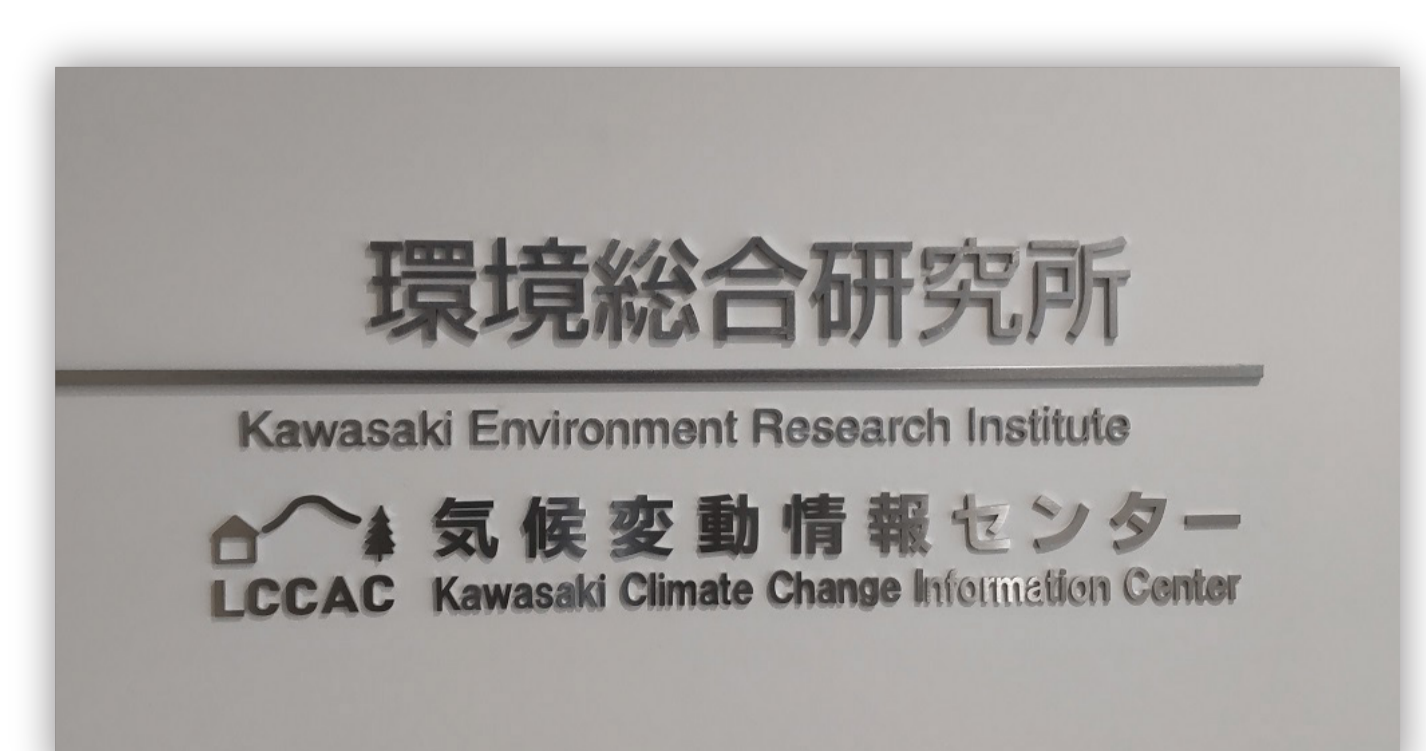 環境総合研究所
Kawasaki Environment Research Institute
気候変動情報センター
LCCAC Kawasaki Climate Change Information Center